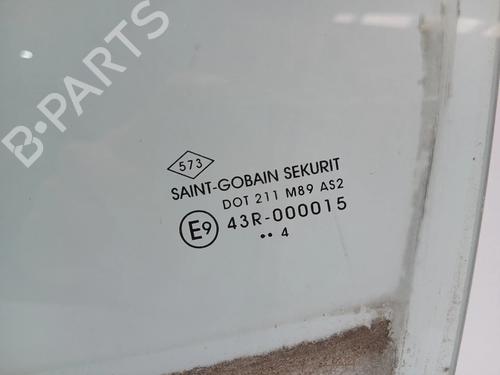 B-PARTS
573
SAINT-GOBAIN SEKURIT
DOT 211 M89 AS2
E9 43R-000015
•• 4